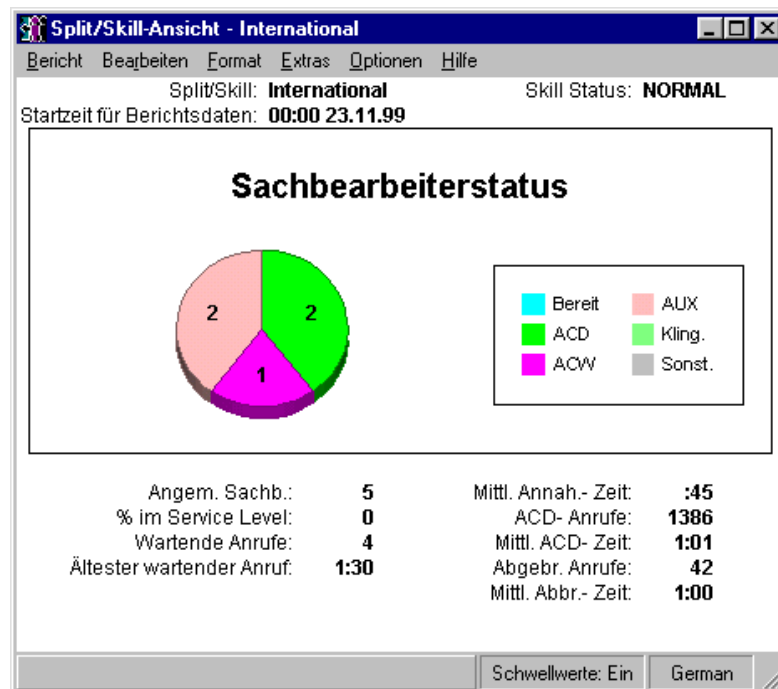 Split/Skill-Ansicht - International
Bericht Bearbeiten Format Extras Optionen Hilfe
Split/Skill: International Skill Status: NORMAL
Startzeit für Berichtsdaten: 00:00 23.11.99
Sachbearbeiterstatus
2 2
1
Bereit AUX
ACD Kling.
ACW Sonst.
Angem. Sachb.: 5 Mittl. Annah.- Zeit: :45
% im Service Level: 0 ACD- Anrufe: 1386
Wartende Anrufe: 4 Mittl. ACD- Zeit: 1:01
Ältester wartender Anruf: 1:30 Abgebr. Anrufe: 42
Mittl. Abbr.- Zeit: 1:00
Schwellwerte: Ein German